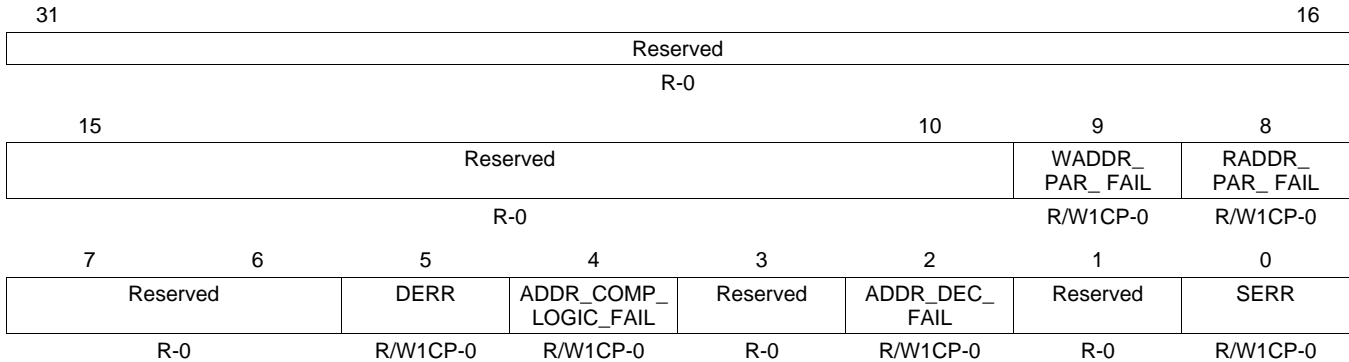 31 16
Reserved
R-0
15 10 9 8
Reserved WADDR_ RADDR_
PAR_ FAIL PAR_ FAIL
R-0 R/W1CP-0 R/W1CP-0
7 6 5 4 3 2 1 0
Reserved DERR ADDR_COMP_ Reserved ADDR_DEC_ Reserved SERR
LOGIC_FAIL FAIL
R-0 R/W1CP-0 R/W1CP-0 R-0 R/W1CP-0 R-0 R/W1CP-0